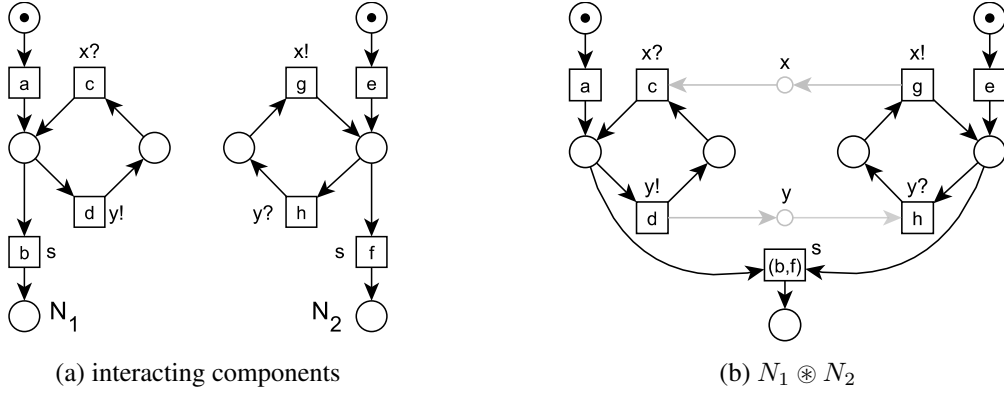 x?
x!
a
c
g
e
d
y!
y?
h
b
s
s
f
N1
N2
(a) interacting components
x?
x
x!
a
c
g
e
y!
y
y?
d
h
s
(b,f)
(b) N1 ⊛ N2